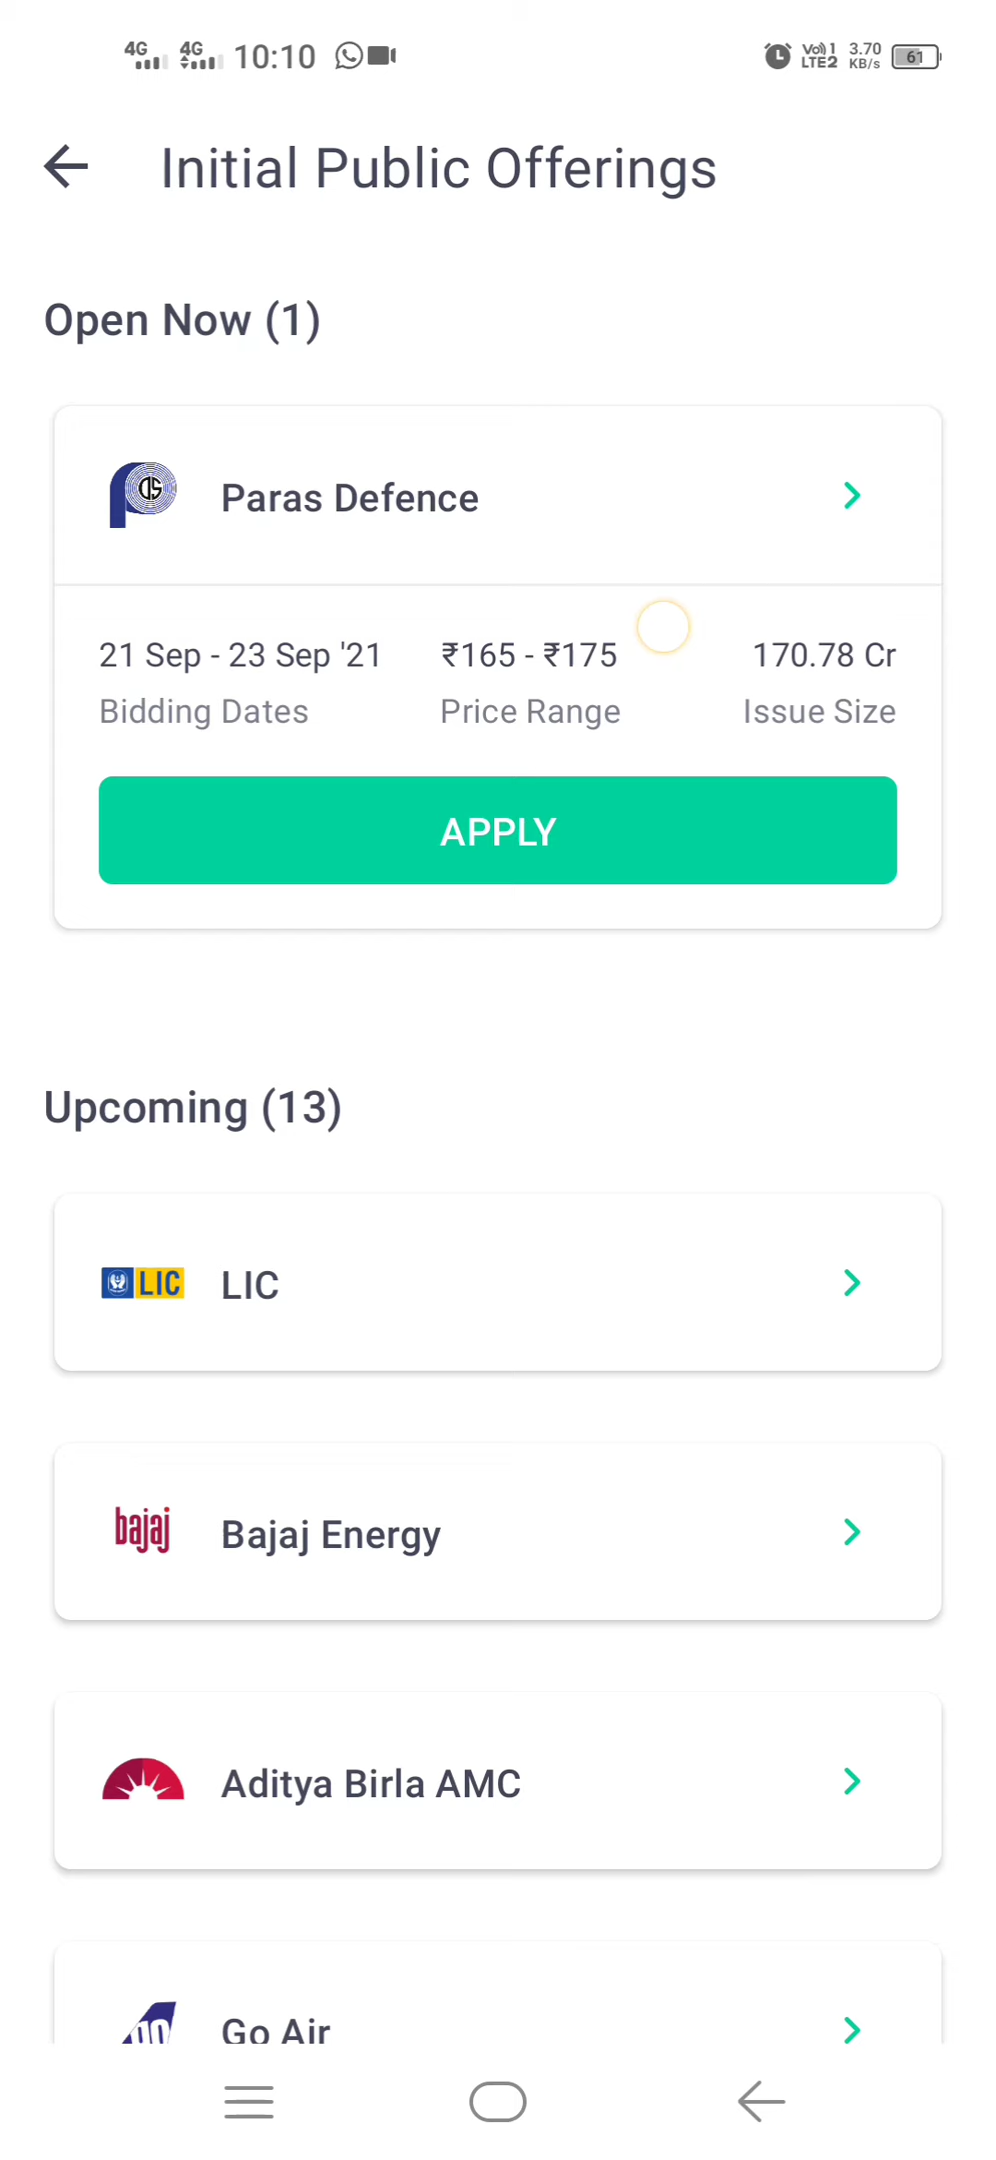 4G 4G 10:10 Vo) 1 LTE2 3.70 KB/s 61
Initial Public Offerings
Open Now (1)
DS Paras Defence
21 Sep - 23 Sep '21 ₹165 - ₹175 170.78 Cr
Bidding Dates Price Range Issue Size
APPLY
Upcoming (13)
LIC LIC
bajaj Bajaj Energy
Aditya Birla AMC
GO Go Air